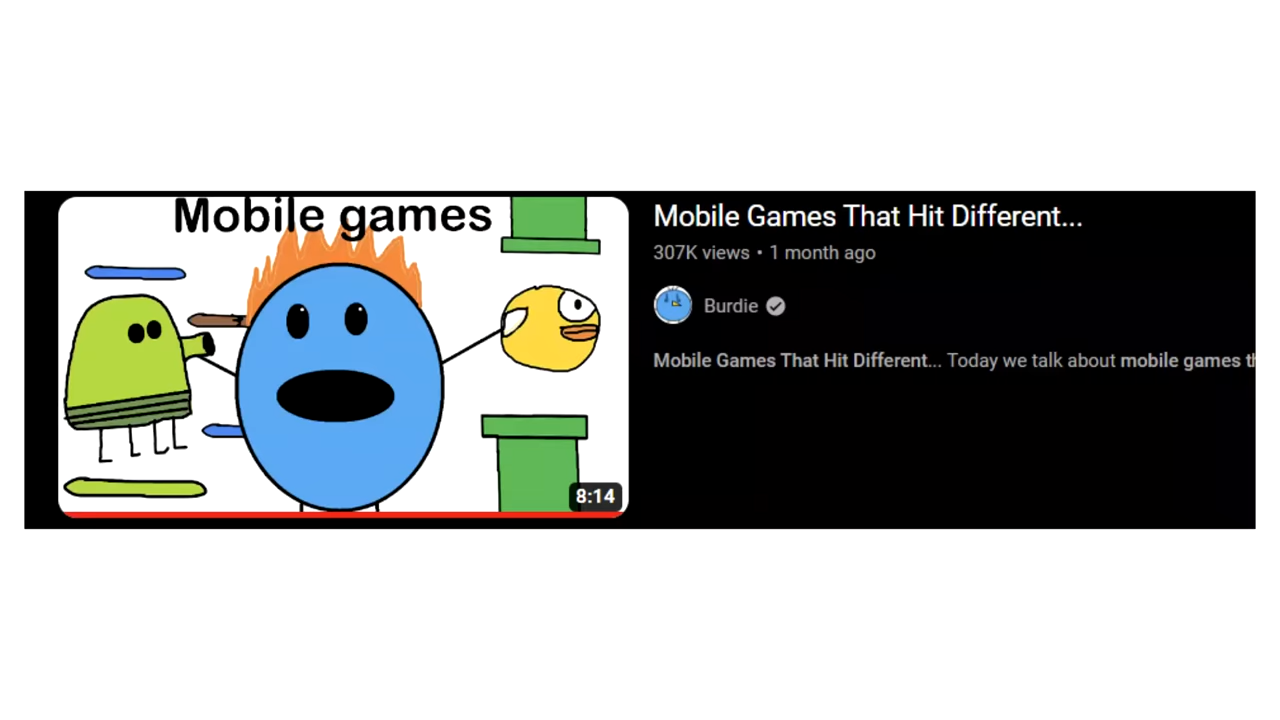 Mobile games
8:14
Mobile Games That Hit Different...
307K views • 1 month ago
Burdie
Mobile Games That Hit Different... Today we talk about mobile games